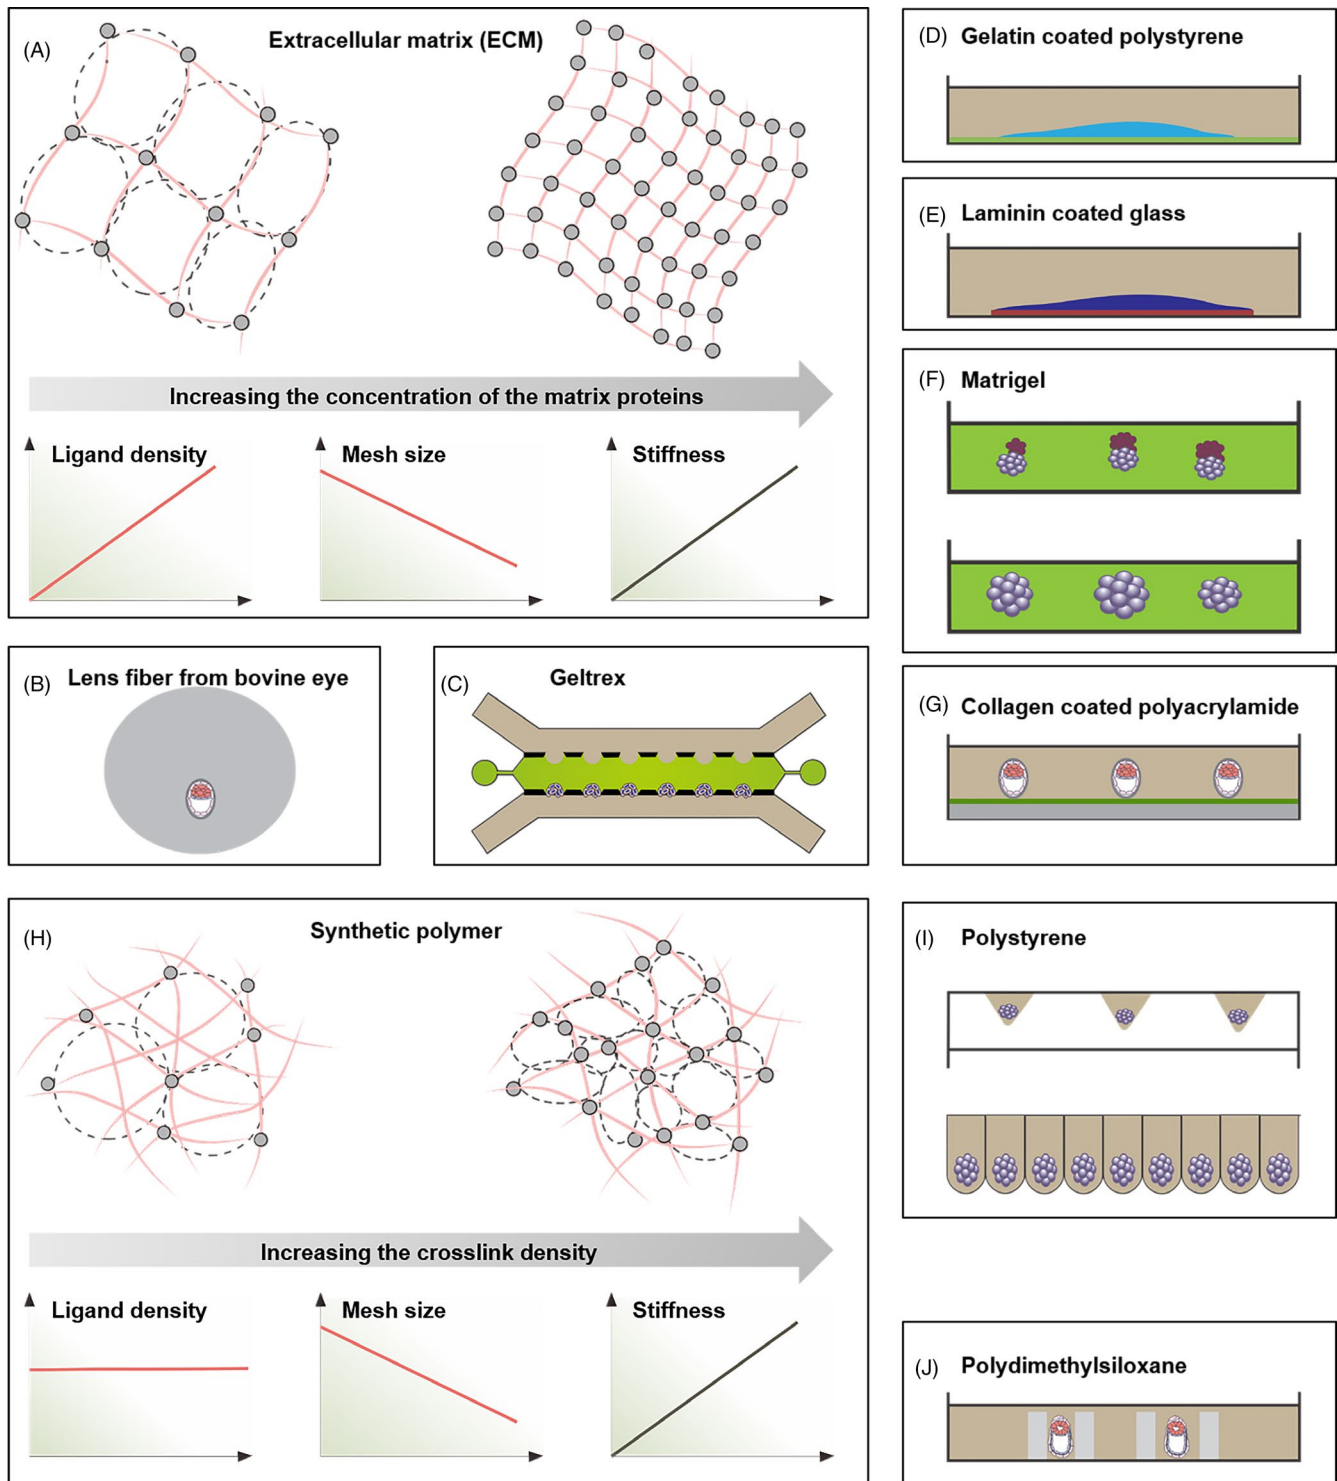 (A)
Extracellular matrix (ECM)
Increasing the concentration of the matrix proteins
Ligand density
Mesh size
Stiffness
(B)
Lens fiber from bovine eye
(C)
Geltrex
(D)
Gelatin coated polystyrene
(E)
Laminin coated glass
(F)
Matrigel
(G)
Collagen coated polyacrylamide
(H)
Synthetic polymer
Increasing the crosslink density
Ligand density
Mesh size
Stiffness
(I)
Polystyrene
(J)
Polydimethylsiloxane